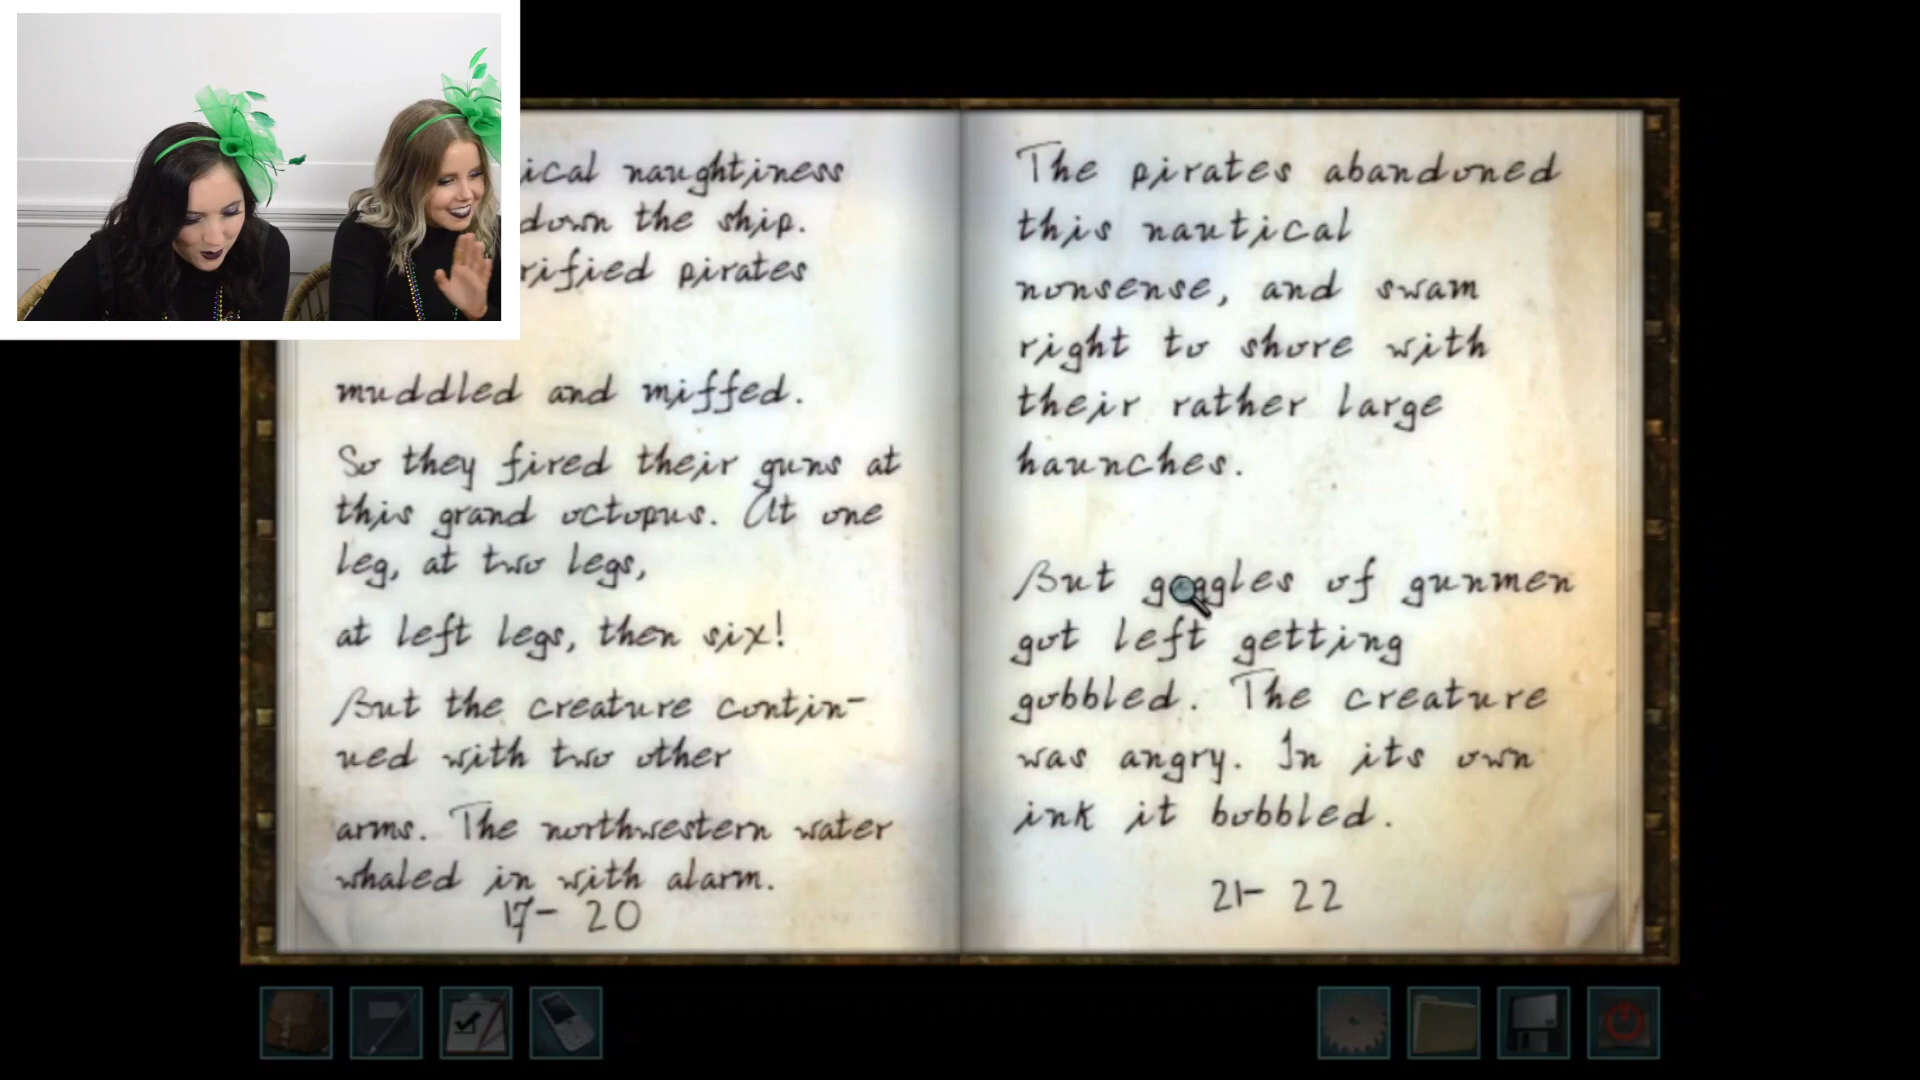 ical naughtiness
down the ship.
rified pirates
muddled and miffed.
So they fired their guns at
this grand octopus. At one
leg, at two legs,
at left legs, then six!
But the creature contin-
ued with two other
arms. The northwestern water
whaled in with alarm.
17- 20
The pirates abandoned
this nautical
nonsense, and swam
right to shore with
their rather large
haunches.
But goggles of gunmen
got left getting
gobbled. The creature
was angry. In its own
ink it bobbled.
21- 22